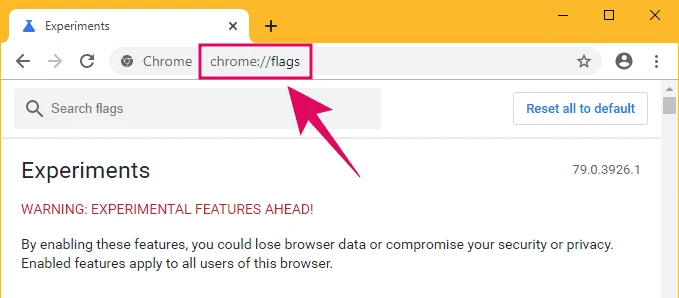 Experiments
Chrome chrome://flags
Search flags
Reset all to default
Experiments
79.0.3926.1
WARNING: EXPERIMENTAL FEATURES AHEAD!
By enabling these features, you could lose browser data or compromise your security or privacy.
Enabled features apply to all users of this browser.